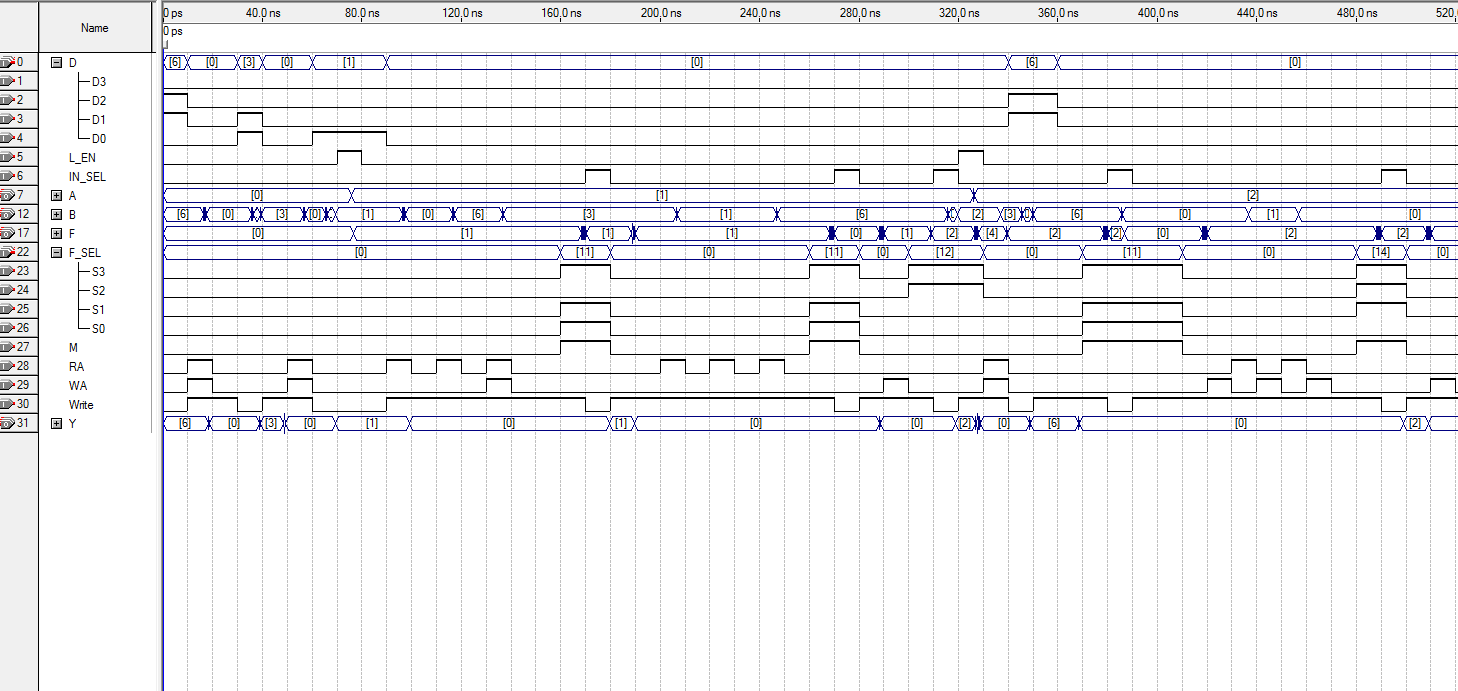 Name 0 ps 40.0 ns 80.0 ns 120.0 ns 160.0 ns 200.0 ns 240.0 ns 280.0 ns 320.0 ns 360.0 ns 400.0 ns 440.0 ns 480.0 ns 520.
0 ps
0 D [6] [0] [3] [0] [1] [0] [6] [0]
1 D3
2 D2
3 D1
4 D0
5 L_EN
6 IN_SEL
7 A [0] [1] [2]
12 B [6] [0] [3] [0] [1] [0] [6] [3] [1] [6] [2] [3] [6] [0] [1] [0]
17 F [0] [1] [1] [1] [0] [1] [2] [4] [2] [2] [0] [2] [2]
22 F_SEL [0] [11] [0] [11] [0] [12] [0] [11] [0] [14] [0]
23 S3
24 S2
25 S1
26 S0
27 M
28 RA
29 WA
30 Write
31 Y [6] [0] [3] [0] [1] [0] [1] [0] [0] [2] [0] [6] [0] [2]